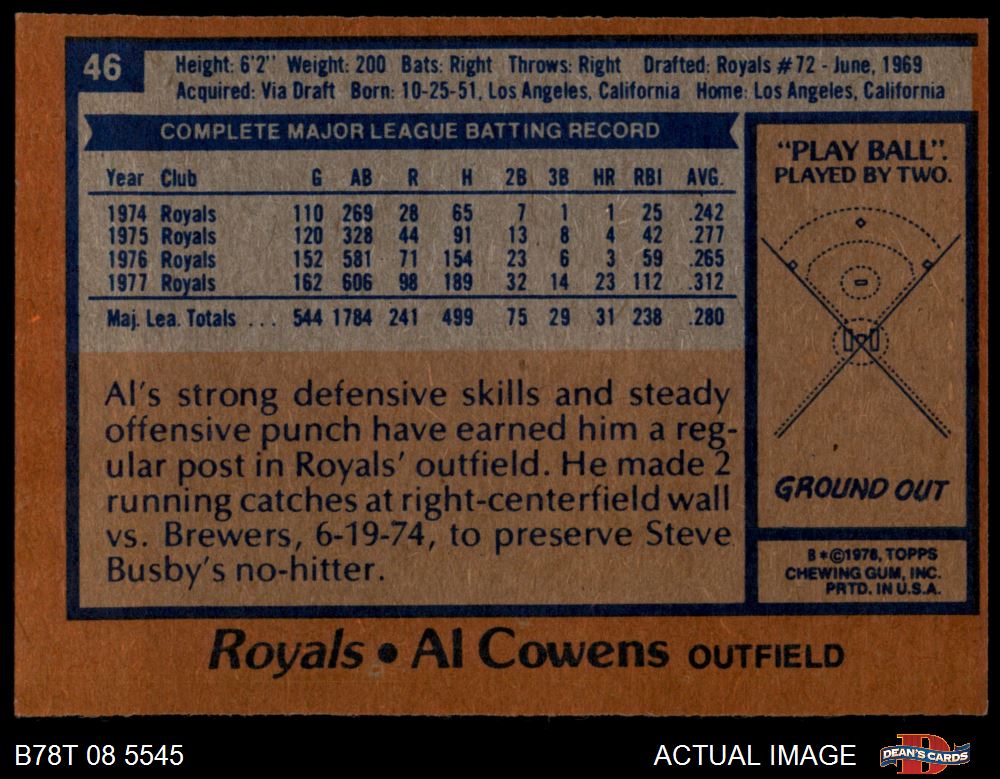 46
Height: 6'2" Weight: 200 Bats: Right Throws: Right Drafted: Royals #72 - June, 1969
Acquired: Via Draft Born: 10-25-51, Los Angeles, California Home: Los Angeles, California
COMPLETE MAJOR LEAGUE BATTING RECORD
Year Club G AB R H 2B 3B HR RBI AVG.
1974 Royals 110 269 28 65 7 1 1 25 .242
1975 Royals 120 328 44 91 13 8 4 42 .277
1976 Royals 152 581 71 154 23 6 3 59 .265
1977 Royals 162 606 98 189 32 14 23 112 .312
Maj. Lea. Totals ... 544 1784 241 499 75 29 31 238 .280
Al's strong defensive skills and steady
offensive punch have earned him a reg-
ular post in Royals' outfield. He made 2
running catches at right-centerfield wall
vs. Brewers, 6-19-74, to preserve Steve
Busby's no-hitter.
"PLAY BALL".
PLAYED BY TWO.
GROUND OUT
B*©1978, TOPPS
CHEWING GUM, INC.
PRTD. IN U.S.A.
Royals • Al Cowens OUTFIELD
B78T 08 5545
ACTUAL IMAGE
DEAN'S CARDS